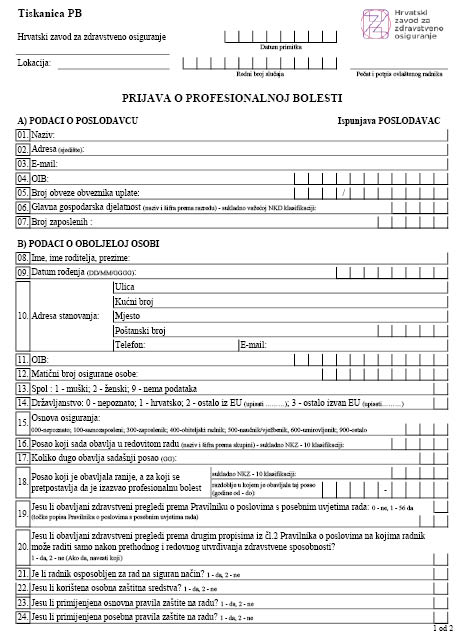 Tiskanica PB
Hrvatski
zavod za
zdravstveno
osiguranje
Hrvatski zavod za zdravstveno osiguranje
Datum primitka
Lokacija:
Redni broj slučaja
Pečat i potpis ovlaštenog radnika
PRIJAVA O PROFESIONALNOJ BOLESTI
A) PODACI O POSLODAVCU Ispunjava POSLODAVAC
01. Naziv:
02. Adresa (sjedište):
03. E-mail:
04. OIB:
05. Broj obveze obveznika uplate: /
06. Glavna gospodarska djelatnost (naziv i šifra prema razredu) - sukladno važećoj NKD klasifikaciji:
07. Broj zaposlenih :
B) PODACI O OBOLJELOJ OSOBI
08. Ime, ime roditelja, prezime:
09. Datum rođenja (DD/MM/GGGG):
10. Adresa stanovanja:
Ulica
Kućni broj
Mjesto
Poštanski broj
Telefon: E-mail:
11. OIB:
12. Matični broj osigurane osobe:
13. Spol : 1 - muški; 2 - ženski; 9 - nema podataka
14. Državljanstvo: 0 - nepoznato; 1 - hrvatsko; 2 - ostalo iz EU (upisati .........); 3 - ostalo izvan EU (upisati.........)
15. Osnova osiguranja:
000-nepoznato; 100-samozaposleni; 300-zaposlenik; 400-obiteljski radnik; 500-naučnik/vježbenik, 600-umirovljenik; 900-ostalo
16. Posao koji sada obavlja u redovitom radu (naziv i šifra prema skupini) - sukladno NKZ - 10 klasifikaciji:
17. Koliko dugo obavlja sadašnji posao (GG):
18. Posao koji je obavljala ranije, a za koji se
pretpostavlja da je izazvao profesionalnu bolest
sukladno NKZ - 10 klasifikaciji:
razdoblje u kojem je obavljala taj posao
(godine od - do): -
19. Jesu li obavljani zdravstveni pregledi prema Pravilniku o poslovima s posebnim uvjetima rada: 0 - ne, 1 - 56 da
(točke popisa Pravilnika o poslovima s posebnim uvjetima rada)
20. Jesu li obavljani zdravstveni pregledi prema drugim propisima iz čl.2 Pravilnika o poslovima na kojima radnik
može raditi samo nakon prethodnog i redovnog utvrđivanja zdravstvene sposobnosti?
1 - da, 2 - ne (Ako da, navesti koji)
21. Je li radnik osposobljen za rad na siguran način? 1 - da, 2 - ne
22. Jesu li korištena osobna zaštitna sredstva? 1 - da, 2 - ne
23. Jesu li primijenjena osnovna pravila zaštite na radu? 1 - da, 2 - ne
24. Jesu li primijenjena posebna pravila zaštite na radu? 1 - da, 2 - ne
1 od 2